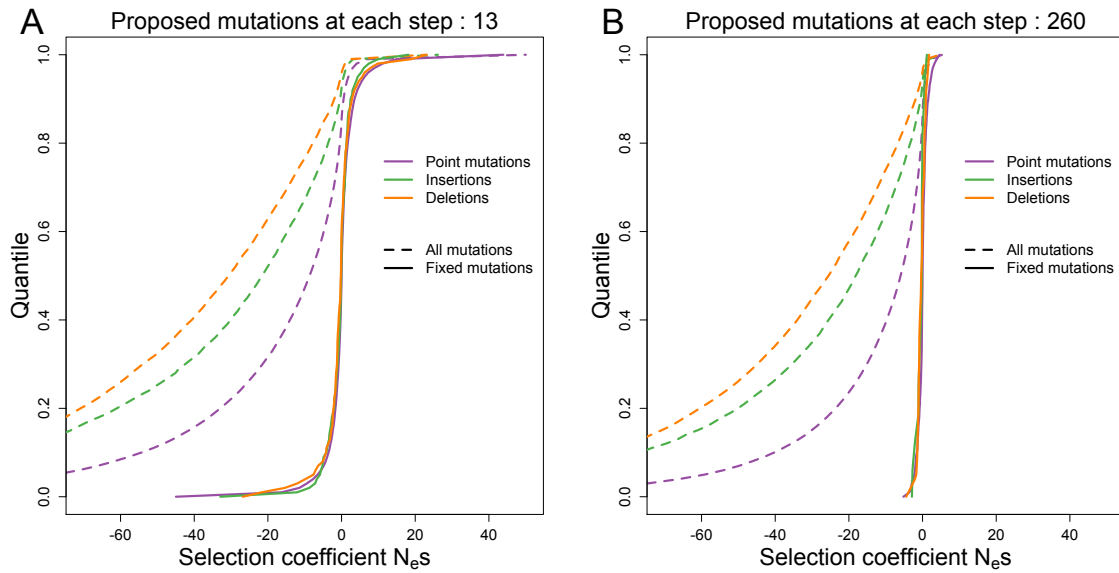 A
Proposed mutations at each step : 13
Quantile
1.0
0.8
0.6
0.4
0.2
0.0
Point mutations
Insertions
Deletions
All mutations
Fixed mutations
-60
-40
-20
0
20
40
Selection coefficient Nes
B
Proposed mutations at each step : 260
Quantile
1.0
0.8
0.6
0.4
0.2
0.0
Point mutations
Insertions
Deletions
All mutations
Fixed mutations
-60
-40
-20
0
20
40
Selection coefficient Nes